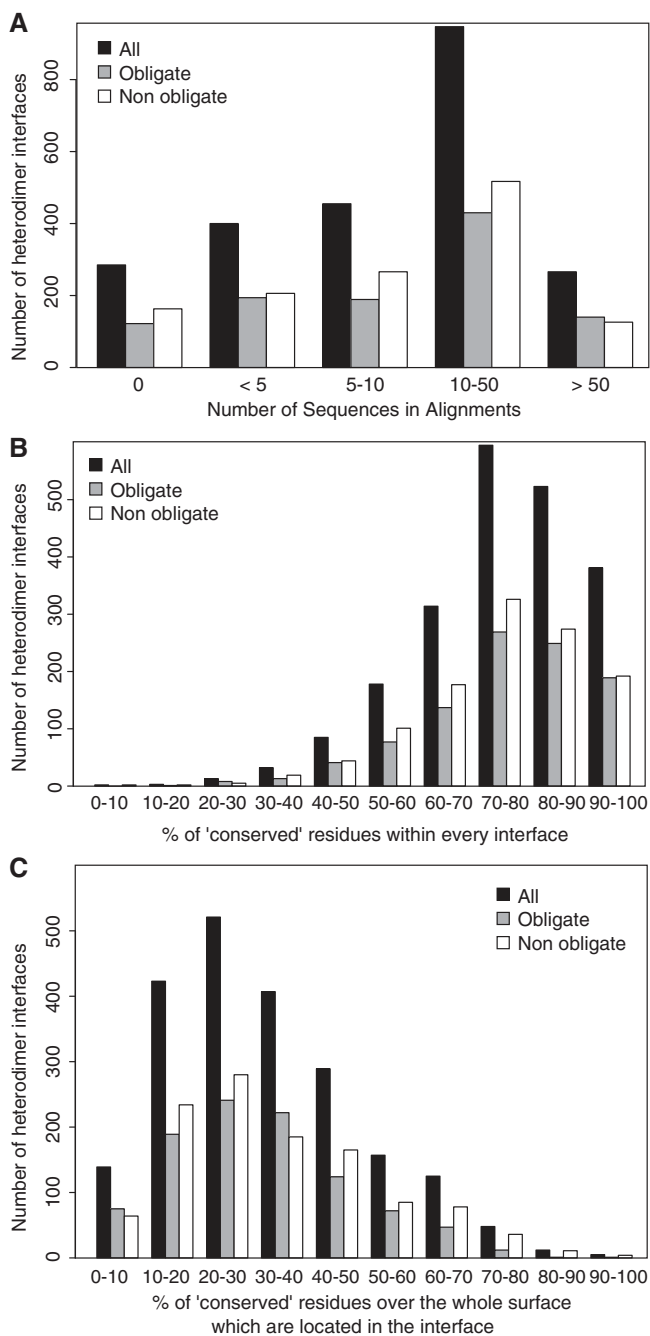 A
All
Obligate
Non obligate
Number of heterodimer interfaces
0 200 400 600 800
0 < 5 5-10 10-50 > 50
Number of Sequences in Alignments
B
All
Obligate
Non obligate
Number of heterodimer interfaces
0 100 200 300 400 500
0-10 10-20 20-30 30-40 40-50 50-60 60-70 70-80 80-90 90-100
% of 'conserved' residues within every interface
C
All
Obligate
Non obligate
Number of heterodimer interfaces
0 100 200 300 400 500
0-10 10-20 20-30 30-40 40-50 50-60 60-70 70-80 80-90 90-100
% of 'conserved' residues over the whole surface
which are located in the interface